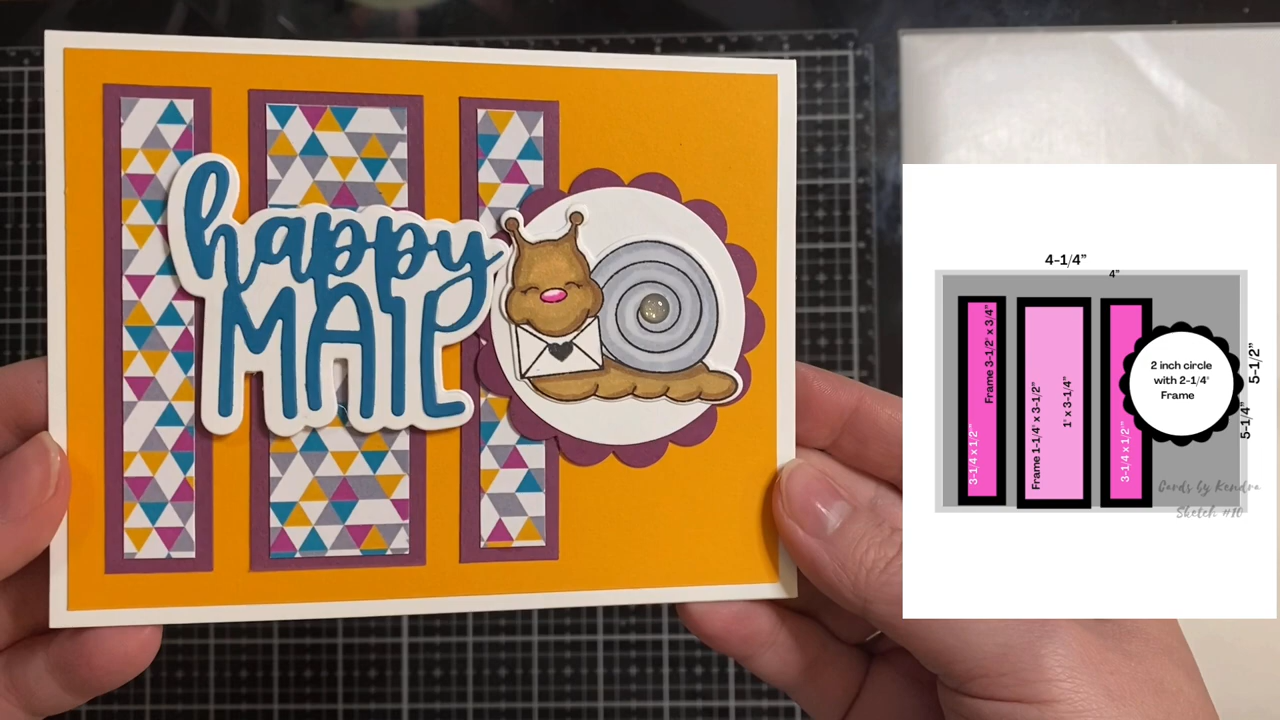 happy
MAIL
4-1/4”
4”
Frame 3-1/2' x 3/4"
3-1/4 x 1/2"
Frame 1-1/4' x 3-1/2"
1' x 3-1/4"
3-1/4 x 1/2"
2 inch circle
with 2-1/4'
Frame
5-1/2”
5-1/4”
Cards by Kendra
Sketch #10